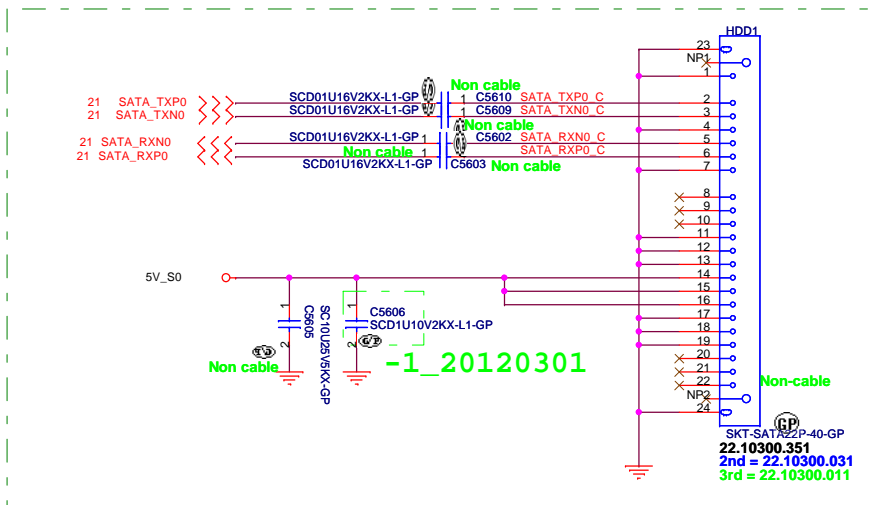 HDD1
23
NP1
1
SCD01U16V2KX-L1-GP
Non cable
21 SATA_TXP0
1 C5610 SATA_TXP0_C
2
21 SATA_TXN0
1 C5609 SATA_TXN0_C
3
Non cable
4
21 SATA_RXN0
SCD01U16V2KX-L1-GP 1
C5602 SATA_RXN0_C
5
21 SATA_RXP0
Non cable 1
SATA_RXP0_C
6
SCD01U16V2KX-L1-GP C5603 Non cable
7
8
9
10
11
12
13
5V_S0
14
15
16
1
C5605
SC10U25V5KX-GP
2
Non cable
1
C5606
SCD1U10V2KX-L1-GP
2
GP
-1_20120301
17
18
19
20
21
22
Non-cable
NP2
24
GP
SKT-SATA22P-40-GP
22.10300.351
2nd = 22.10300.031
3rd = 22.10300.011